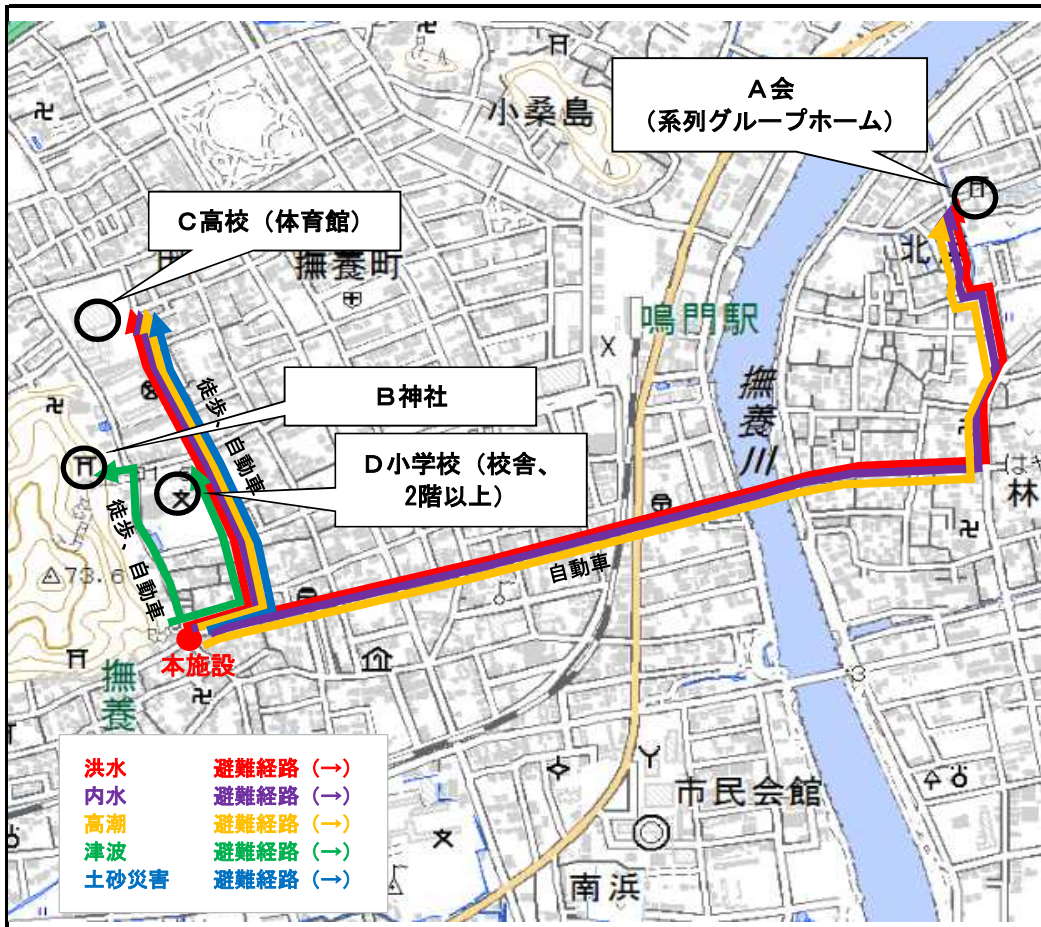 小桑島
A会
（系列グループホーム）
C高校（体育館）
撫養町
鳴門駅
B神社
撫養川
D小学校（校舎、
2階以上）
徒歩、自動車
徒歩、自動車
自動車
林
73.6
本施設
撫養
市民会館
南浜
洪水 避難経路（→）
内水 避難経路（→）
高潮 避難経路（→）
津波 避難経路（→）
土砂災害 避難経路（→）